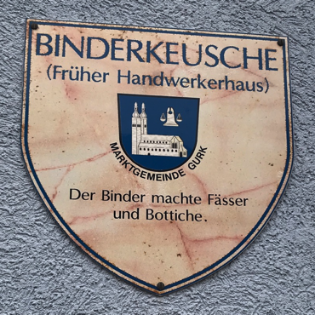 BINDERKEUSCHE
(Früher Handwerkerhaus)
MARKTGEMEINDE GURK
Der Binder machte Fässer
und Bottiche.